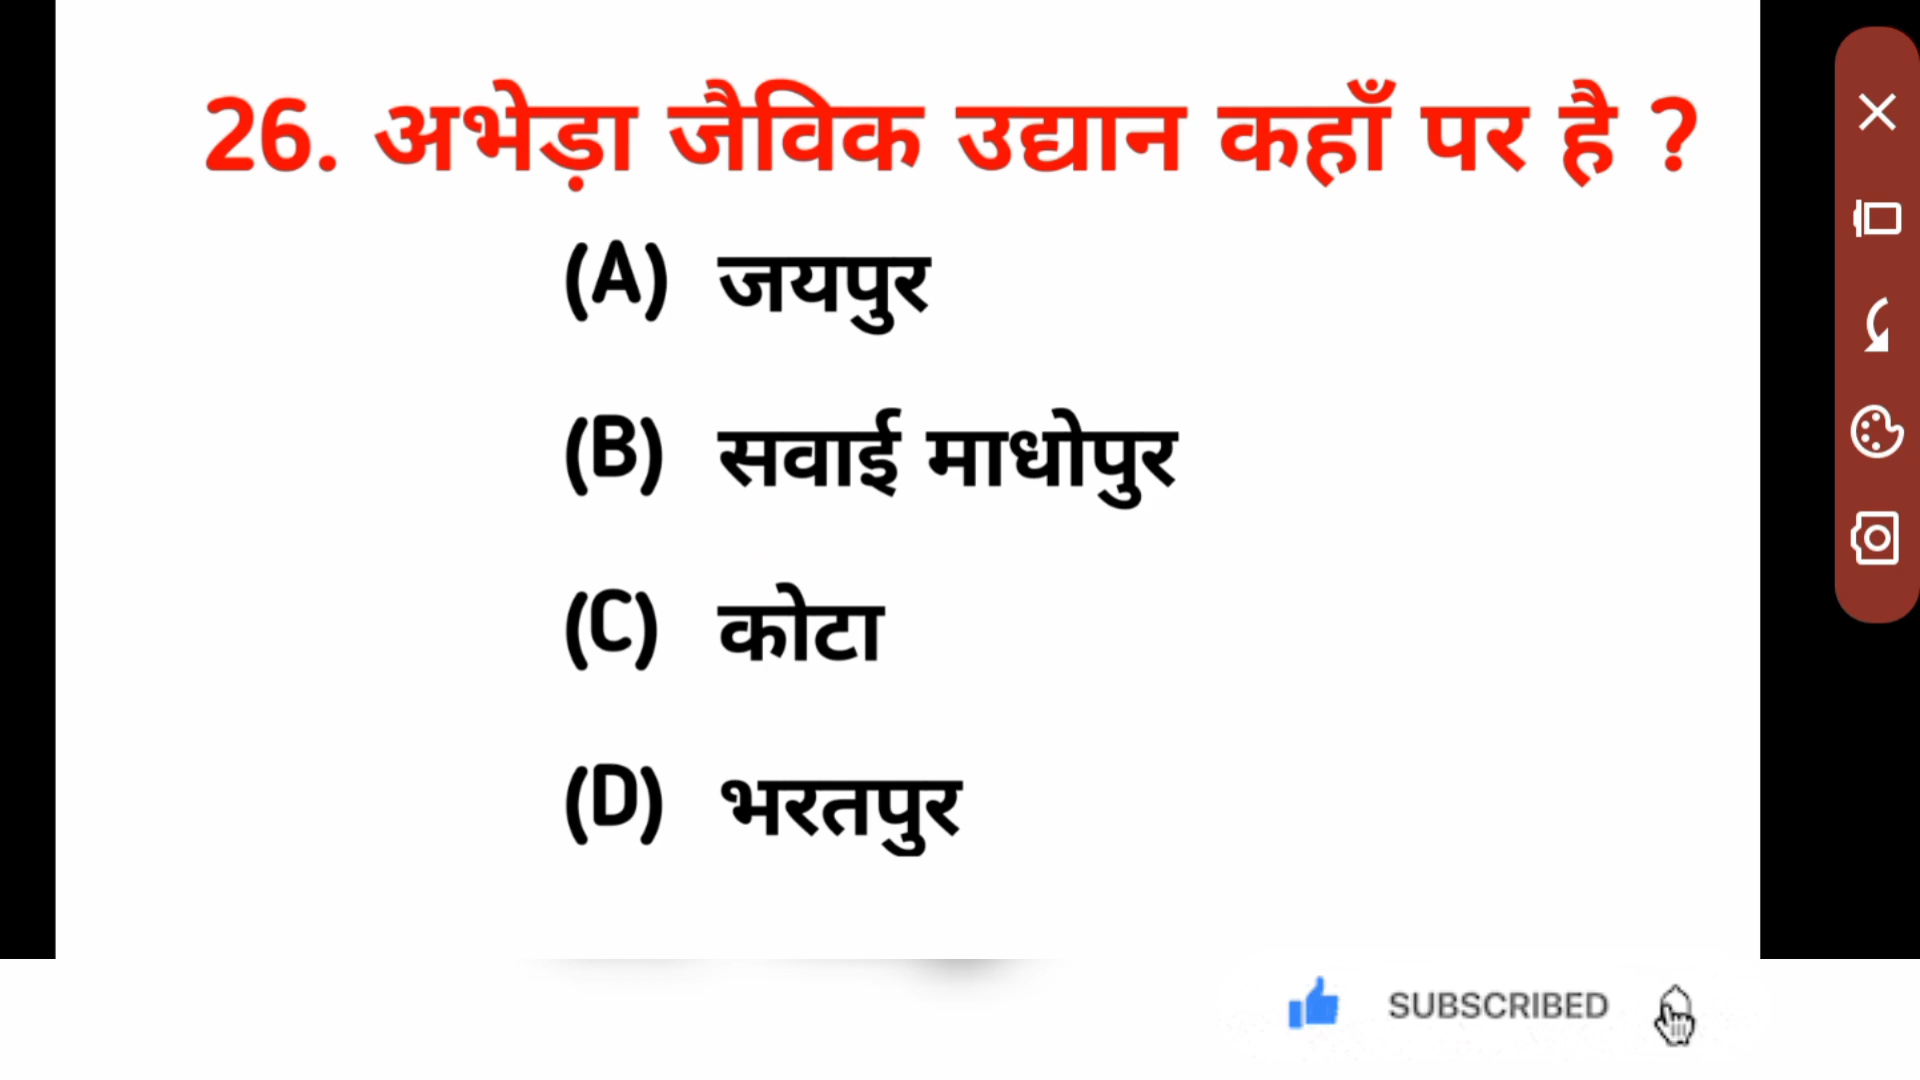 26. अभेड़ा जैविक उद्यान कहाँ पर है ?
(A) जयपुर
(B) सवाई माधोपुर
(C) कोटा
(D) भरतपुर
SUBSCRIBED